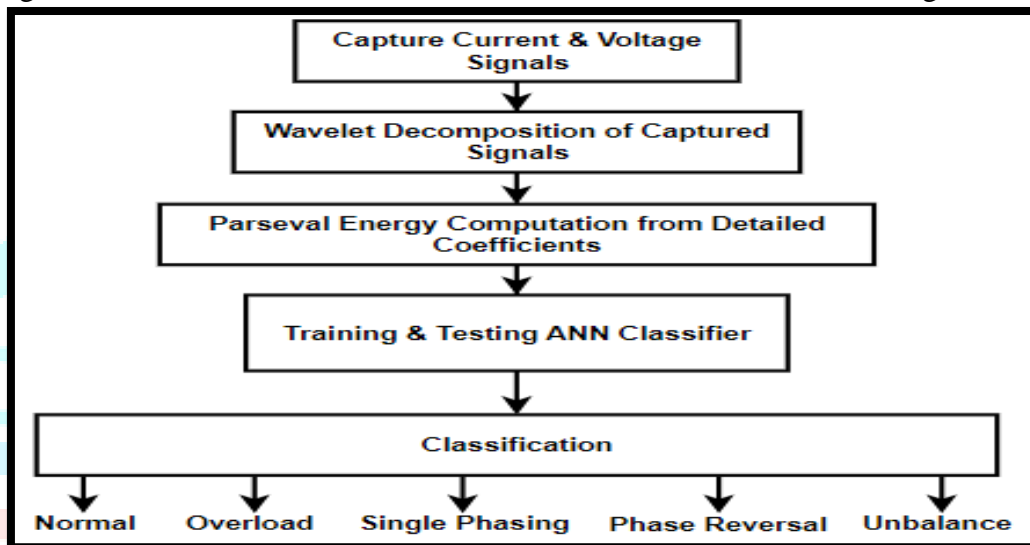 Capture Current & Voltage
Signals
Wavelet Decomposition of Captured
Signals
Parseval Energy Computation from Detailed
Coefficients
Training & Testing ANN Classifier
Classification
Normal Overload Single Phasing Phase Reversal Unbalance